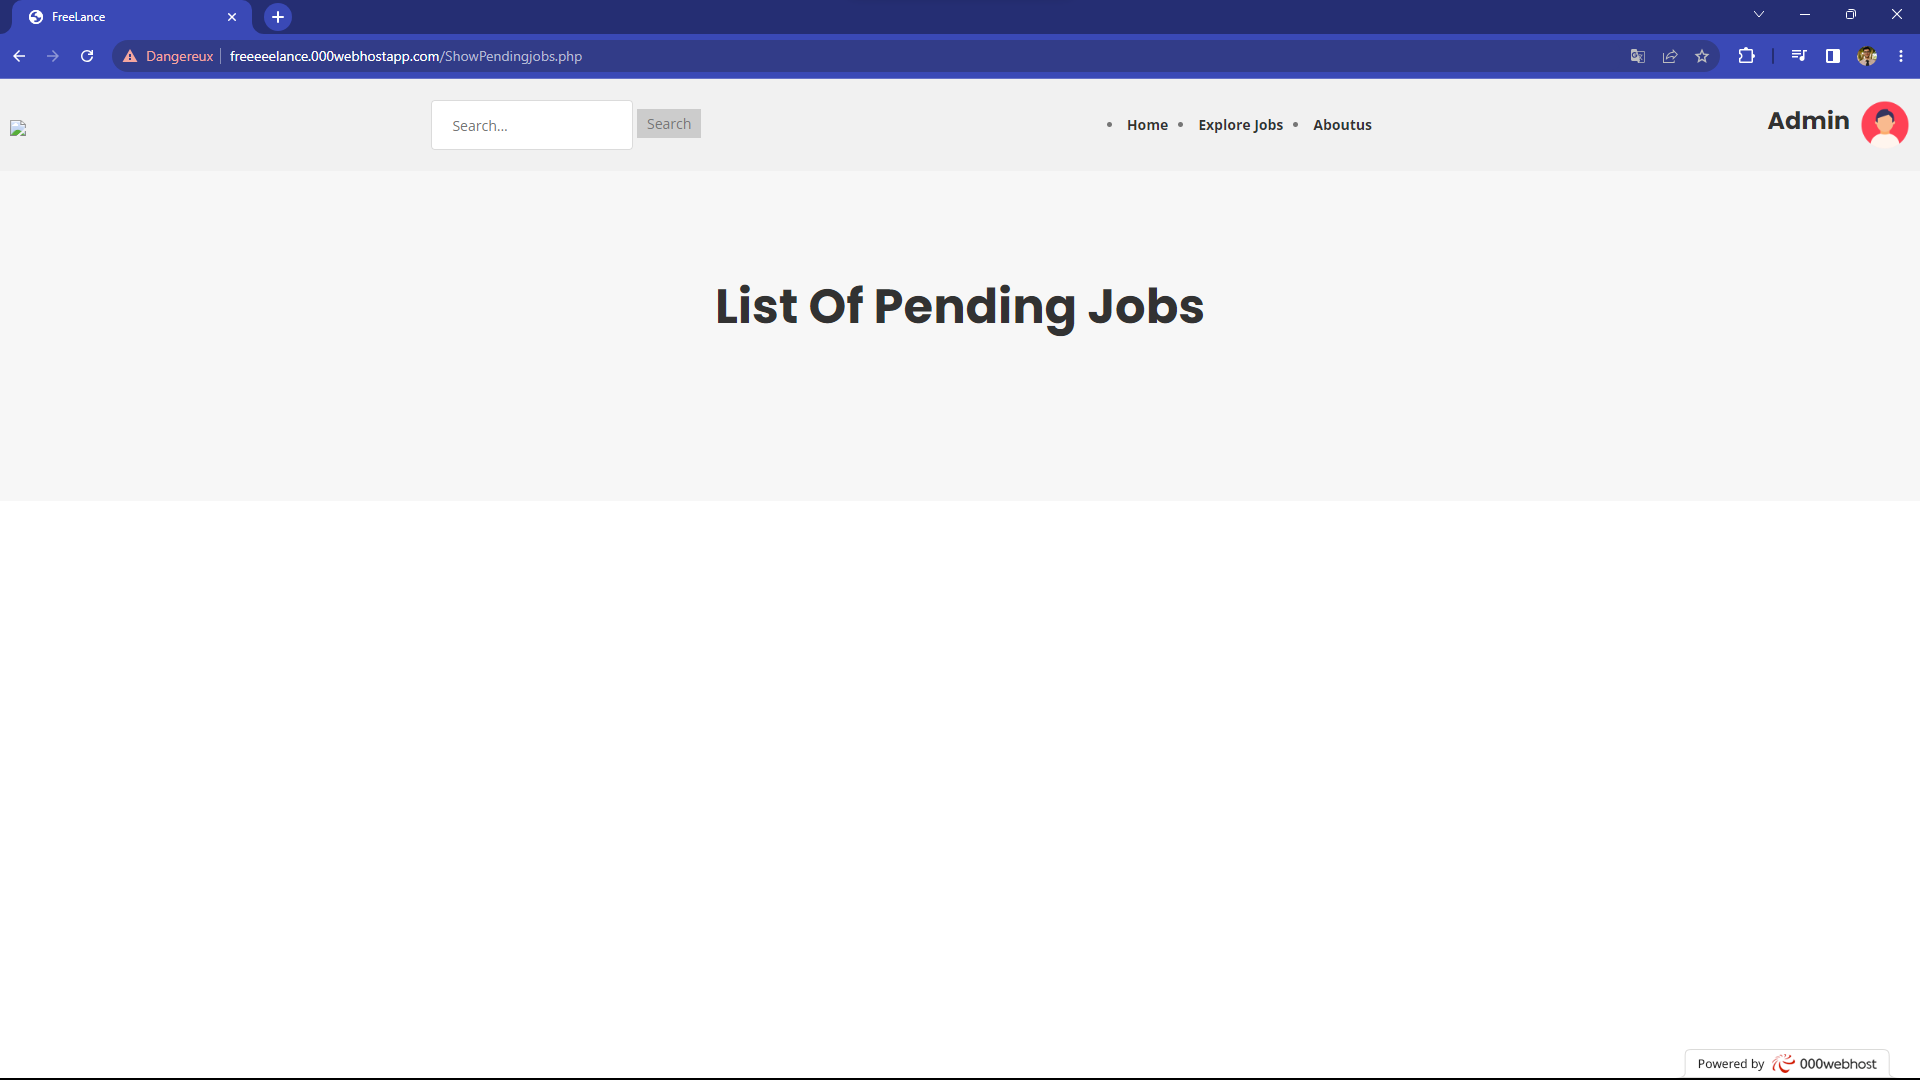 FreeLance
Dangereux freeeeelance.000webhostapp.com/ShowPendingjobs.php
Search... Search
• Home • Explore Jobs • Aboutus
Admin
List Of Pending Jobs
Powered by 000webhost